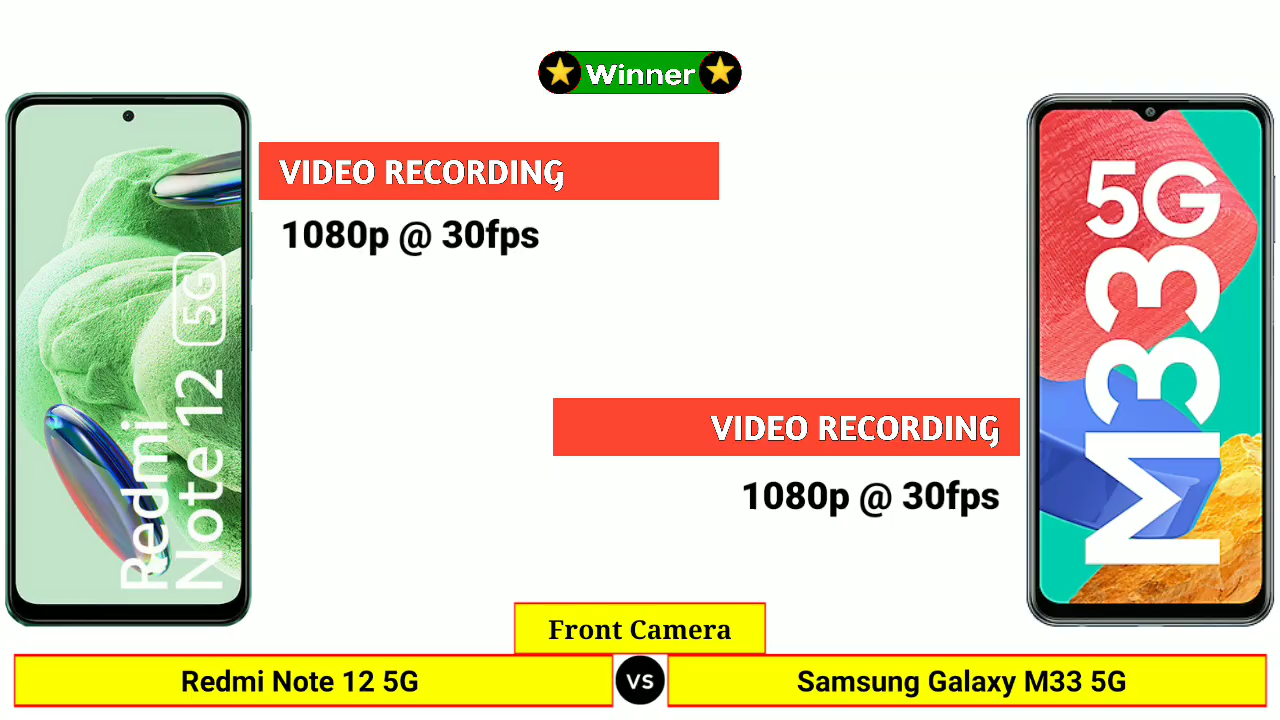 Winner
VIDEO RECORDING
1080p @ 30fps
Redmi
Note 12 5G
M33 5G
VIDEO RECORDING
1080p @ 30fps
Front Camera
Redmi Note 12 5G
VS
Samsung Galaxy M33 5G